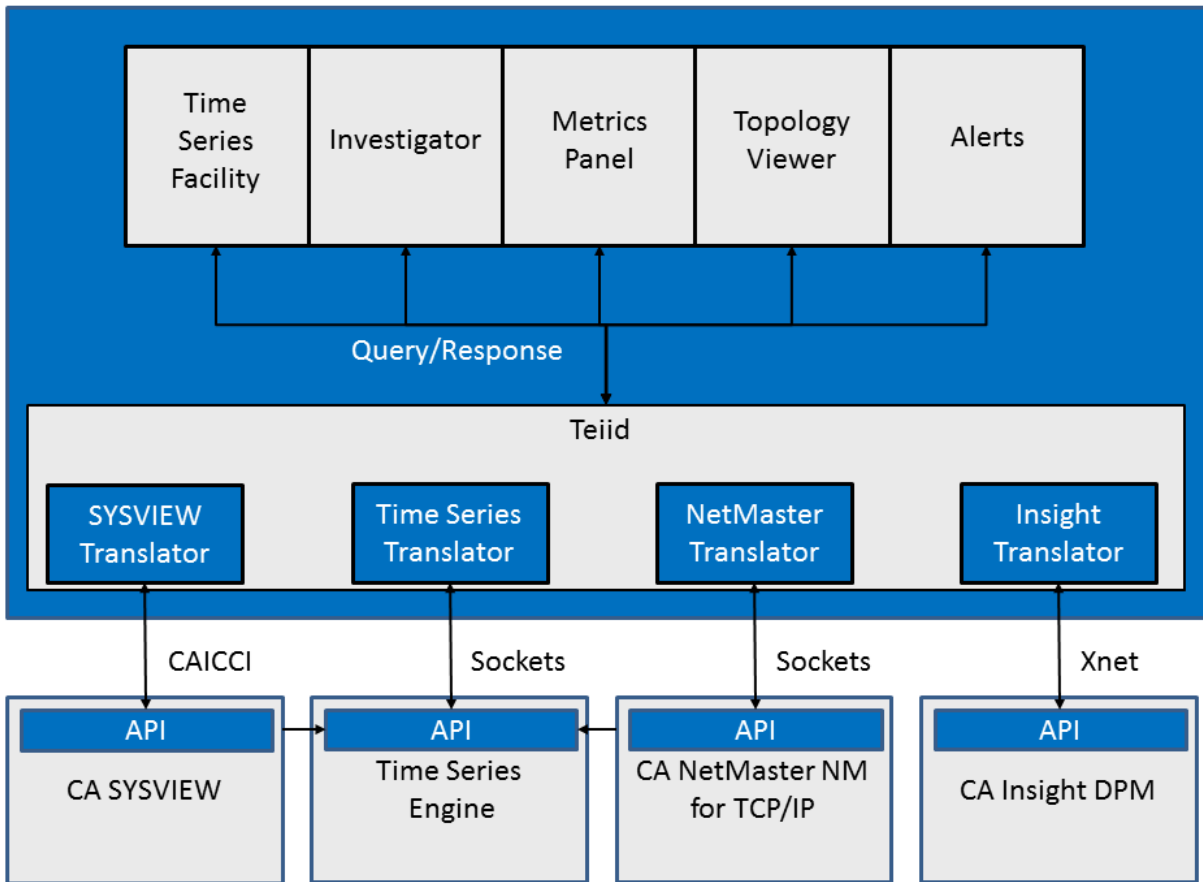 Time
Series
Facility
Investigator
Metrics
Panel
Topology
Viewer
Alerts
Query/Response
Teiid
SYSVIEW
Translator
Time Series
Translator
NetMaster
Translator
Insight
Translator
CAICCI
Sockets
Sockets
Xnet
API
CA SYSVIEW
API
Time Series
Engine
API
CA NetMaster NM
for TCP/IP
API
CA Insight DPM